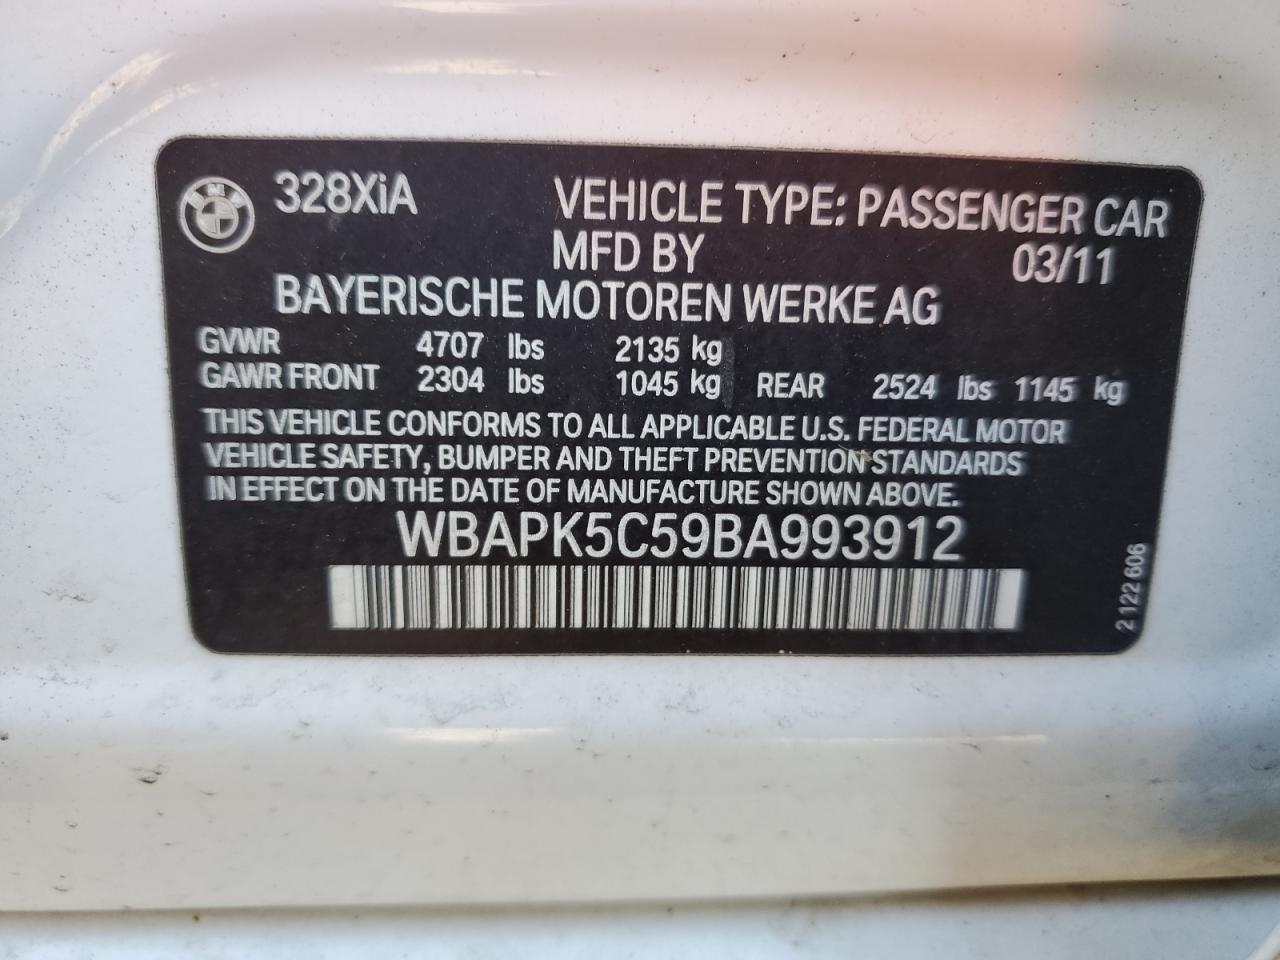 328XiA VEHICLE TYPE: PASSENGER CAR
MFD BY 03/11
BAYERISCHE MOTOREN WERKE AG
GVWR 4707 lbs 2135 kg
GAWR FRONT 2304 lbs 1045 kg REAR 2524 lbs 1145 kg
THIS VEHICLE CONFORMS TO ALL APPLICABLE U.S. FEDERAL MOTOR
VEHICLE SAFETY, BUMPER AND THEFT PREVENTION STANDARDS
IN EFFECT ON THE DATE OF MANUFACTURE SHOWN ABOVE.
WBAPK5C59BA993912
2 122 606
BMW